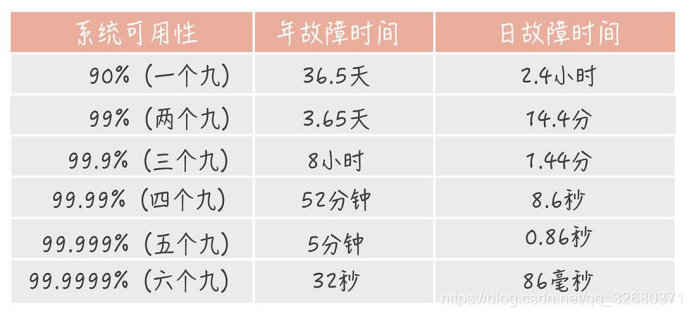 系统可用性 年故障时间 日故障时间
90% (一个九) 36.5天 2.4小时
99% (两个九) 3.65天 14.4分
99.9% (三个九) 8小时 1.44分
99.99% (四个九) 52分钟 8.6秒
99.999% (五个九) 5分钟 0.86秒
99.9999% (六个九) 32秒 86毫秒
https://blog.csdn.net/qq_32680371